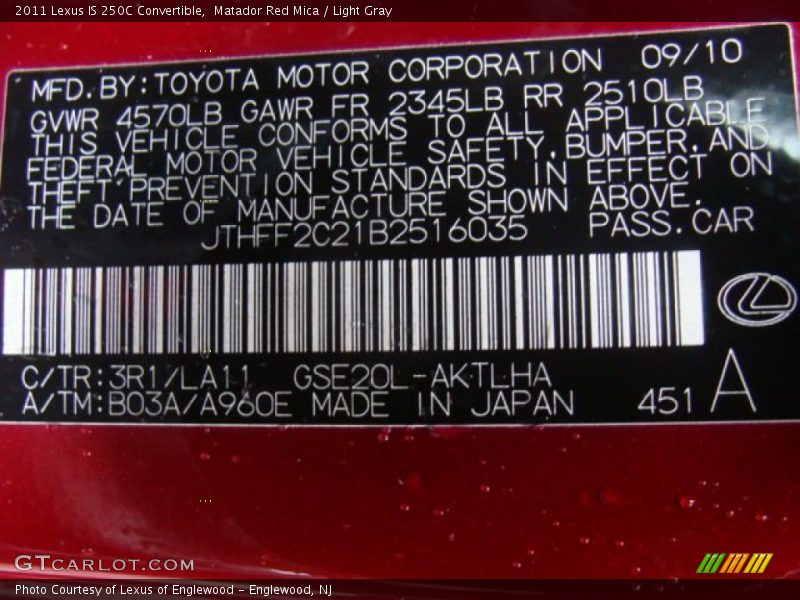 2011 Lexus IS 250C Convertible,  Matador Red Mica / Light Gray
MFD. BY: TOYOTA MOTOR CORPORATION 09/10
GVWR 4570LB GAWR FR 2345LB RR 2510LB
THIS VEHICLE CONFORMS TO ALL APPLICABLE
FEDERAL MOTOR VEHICLE SAFETY, BUMPER, AND
THEFT PREVENTION STANDARDS IN EFFECT ON
THE DATE OF MANUFACTURE SHOWN ABOVE.
JTHFF2C21B2516035 PASS. CAR
C/TR: 3R1/LA11 GSE20L-AKTLHA
A/TM: B03A/A960E MADE IN JAPAN 451 A
GTCARLOT.COM
Photo Courtesy of Lexus of Englewood - Englewood, NJ